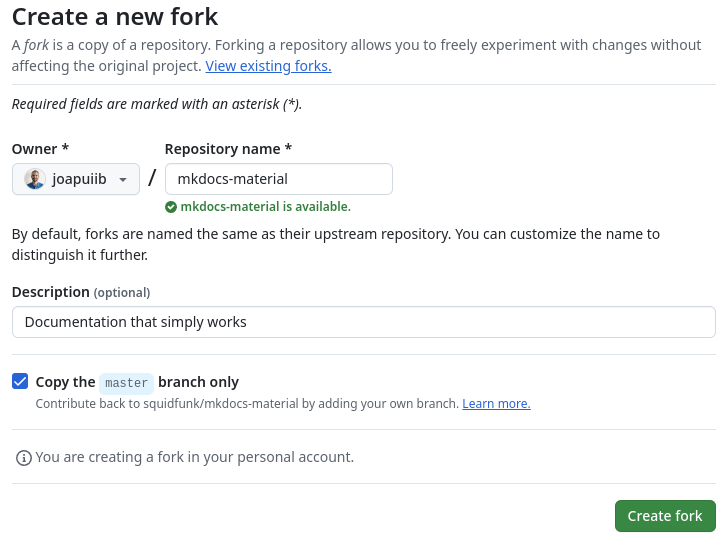 Create a new fork
A fork is a copy of a repository. Forking a repository allows you to freely experiment with changes without
affecting the original project. View existing forks.
Required fields are marked with an asterisk (*).
Owner * Repository name *
joapuiib / mkdocs-material
mkdocs-material is available.
By default, forks are named the same as their upstream repository. You can customize the name to
distinguish it further.
Description (optional)
Documentation that simply works
Copy the master branch only
Contribute back to squidfunk/mkdocs-material by adding your own branch. Learn more.
You are creating a fork in your personal account.
Create fork